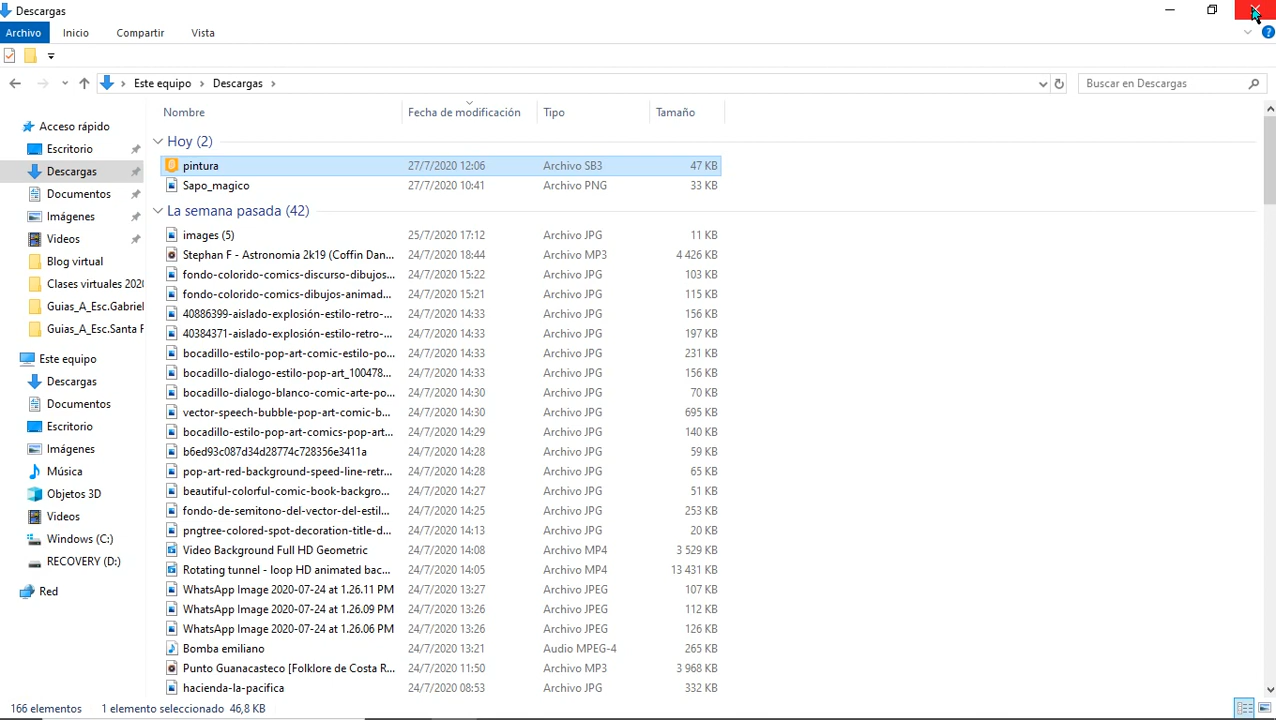 Descargas
Archivo Inicio Compartir Vista
Este equipo Descargas Buscar en Descargas
Nombre Fecha de modificación Tipo Tamaño
Acceso rápido
Escritorio
Descargas
Documentos
Imágenes
Videos
Blog virtual
Clases virtuales 2020
Guias_A_Esc.Gabriel
Guias_A_Esc.Santa F
Este equipo
Descargas
Documentos
Escritorio
Imágenes
Música
Objetos 3D
Videos
Windows (C:)
RECOVERY (D:)
Red
Hoy (2)
pintura 27/7/2020 12:06 Archivo SB3 47 KB
Sapo_magico 27/7/2020 10:41 Archivo PNG 33 KB
La semana pasada (42)
images (5) 25/7/2020 17:12 Archivo JPG 11 KB
Stephan F - Astronomia 2k19 (Coffin Dan... 24/7/2020 18:44 Archivo MP3 4 426 KB
fondo-colorido-comics-discurso-dibujos... 24/7/2020 15:22 Archivo JPG 103 KB
fondo-colorido-comics-dibujos-animad... 24/7/2020 15:21 Archivo JPG 115 KB
40886399-aislado-explosión-estilo-retro-... 24/7/2020 14:33 Archivo JPG 156 KB
40384371-aislado-explosión-estilo-retro-... 24/7/2020 14:33 Archivo JPG 197 KB
bocadillo-estilo-pop-art-comic-estilo-po... 24/7/2020 14:33 Archivo JPG 231 KB
bocadillo-dialogo-estilo-pop-art_100478... 24/7/2020 14:33 Archivo JPG 156 KB
bocadillo-dialogo-blanco-comic-arte-po... 24/7/2020 14:30 Archivo JPG 70 KB
vector-speech-bubble-pop-art-comic-b... 24/7/2020 14:30 Archivo JPG 695 KB
bocadillo-estilo-pop-art-comics-pop-art... 24/7/2020 14:29 Archivo JPG 140 KB
b6ed93c087d34d28774c728356e3411a 24/7/2020 14:28 Archivo JPG 59 KB
pop-art-red-background-speed-line-retr... 24/7/2020 14:28 Archivo JPG 65 KB
beautiful-colorful-comic-book-backgro... 24/7/2020 14:27 Archivo JPG 51 KB
fondo-de-semitono-del-vector-del-estil... 24/7/2020 14:25 Archivo JPG 253 KB
pngtree-colored-spot-decoration-title-d... 24/7/2020 14:13 Archivo JPG 20 KB
Video Background Full HD Geometric 24/7/2020 14:08 Archivo MP4 3 529 KB
Rotating tunnel - loop HD animated bac... 24/7/2020 14:05 Archivo MP4 13 431 KB
WhatsApp Image 2020-07-24 at 1.26.11 PM 24/7/2020 13:27 Archivo JPEG 107 KB
WhatsApp Image 2020-07-24 at 1.26.09 PM 24/7/2020 13:26 Archivo JPEG 112 KB
WhatsApp Image 2020-07-24 at 1.26.06 PM 24/7/2020 13:26 Archivo JPEG 126 KB
Bomba emiliano 24/7/2020 13:21 Audio MPEG-4 265 KB
Punto Guanacasteco [Folklore de Costa R... 24/7/2020 11:50 Archivo MP3 3 968 KB
hacienda-la-pacifica 24/7/2020 08:53 Archivo JPG 332 KB
166 elementos 1 elemento seleccionado 46,8 KB